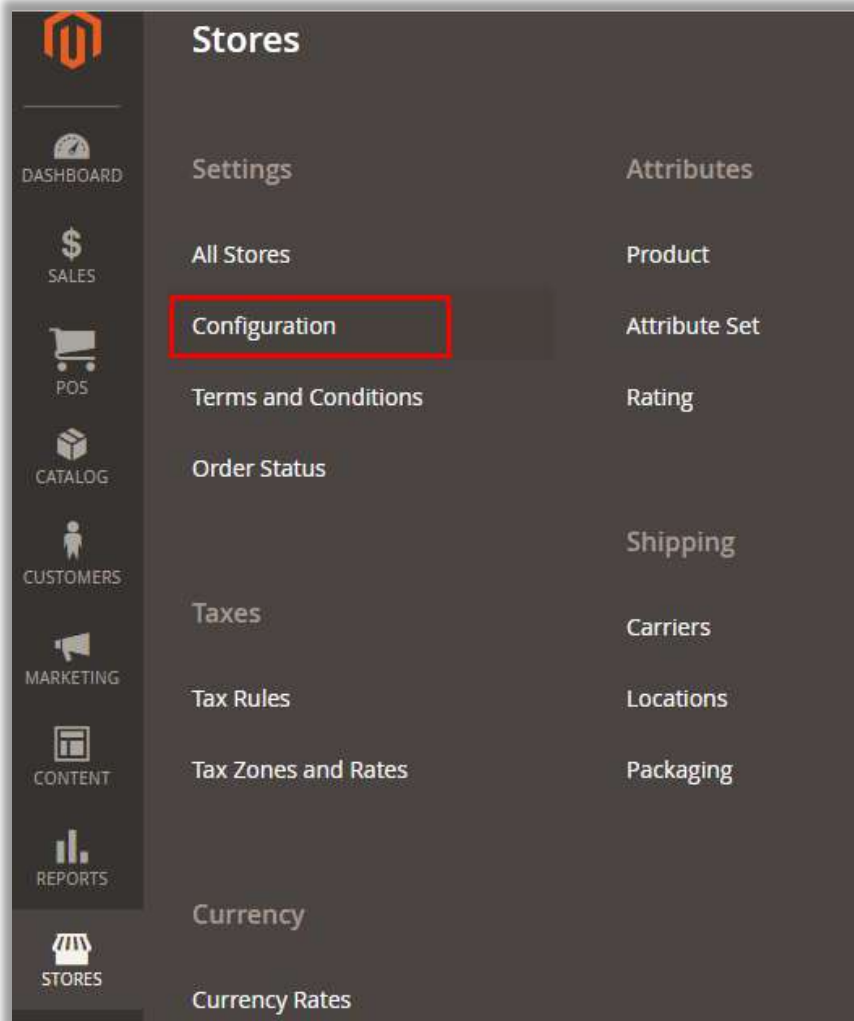 Stores
DASHBOARD
SALES
POS
CATALOG
CUSTOMERS
MARKETING
CONTENT
REPORTS
STORES
Settings
All Stores
Configuration
Terms and Conditions
Order Status
Taxes
Tax Rules
Tax Zones and Rates
Currency
Currency Rates
Attributes
Product
Attribute Set
Rating
Shipping
Carriers
Locations
Packaging